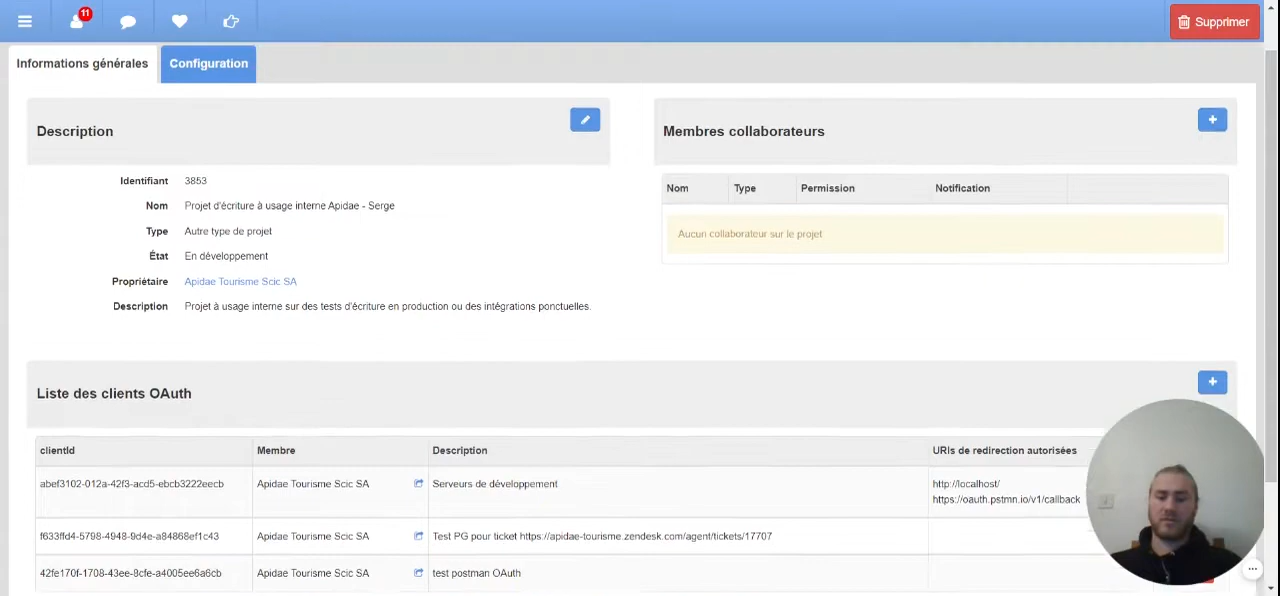 11
Supprimer
Informations générales
Configuration
Description
Identifiant 3853
Nom Projet d'écriture à usage interne Apidae - Serge
Type Autre type de projet
État En développement
Propriétaire Apidae Tourisme Scic SA
Description Projet à usage interne sur des tests d'écriture en production ou des intégrations ponctuelles.
Membres collaborateurs
Nom Type Permission Notification
Aucun collaborateur sur le projet
Liste des clients OAuth
clientId Membre Description URIs de redirection autorisées
abef3102-012a-42f3-acd5-ebcb3222eecb Apidae Tourisme Scic SA Serveurs de développement http://localhost/
https://oauth.pstmn.io/v1/callback
f633ffd4-5798-4948-9d4e-a84868ef1c43 Apidae Tourisme Scic SA Test PG pour ticket https://apidae-tourisme.zendesk.com/agent/tickets/17707
42fe170f-1708-43ee-8cfe-a4005ee6a6cb Apidae Tourisme Scic SA test postman OAuth